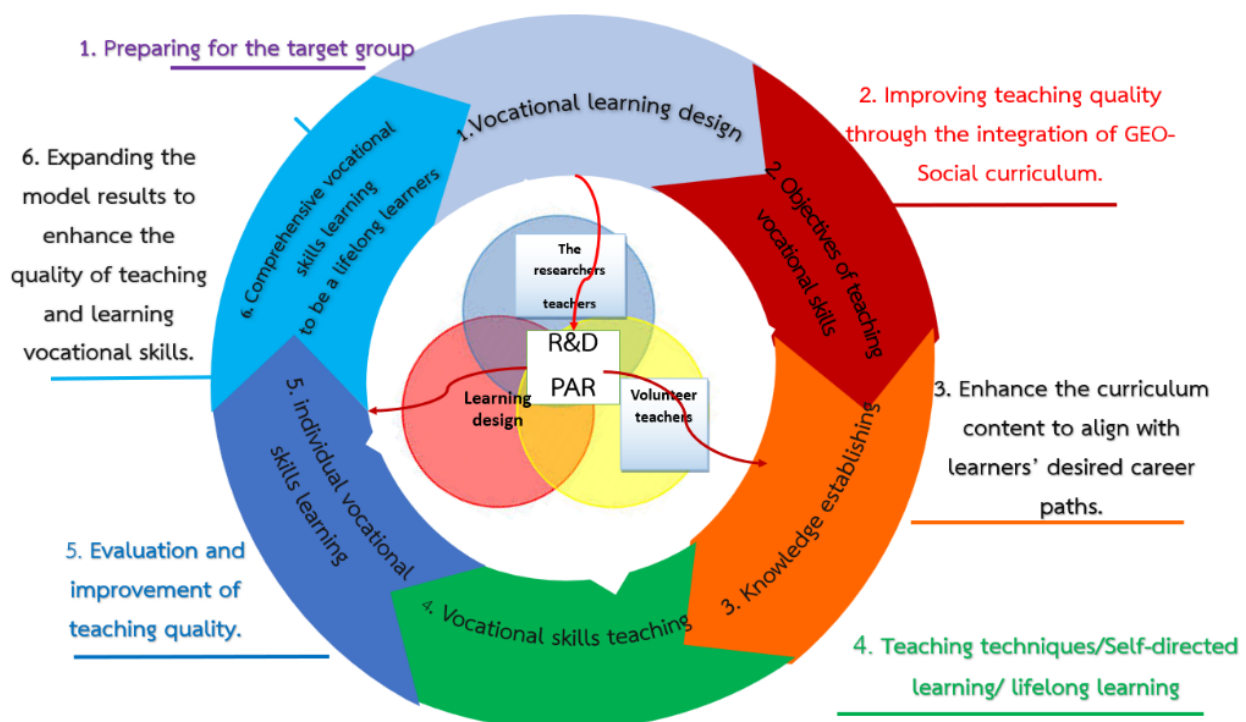 1. Preparing for the target group
2. Improving teaching quality
through the integration of GEO-
Social curriculum.
3. Enhance the curriculum
content to align with
learners’ desired career
paths.
4. Teaching techniques/Self-directed
learning/ lifelong learning
5. Evaluation and
improvement of
teaching quality.
6. Expanding the
model results to
enhance the
quality of teaching
and learning
vocational skills.
1.Vocational learning design
2. Objectives of teaching
vocational skills
3. Knowledge establishing
4. Vocational skills teaching
5. individual vocational
skills learning
6. Comprehensive vocational
skills learning
to be a lifelong learners
The
researchers
teachers
R&D
PAR
Learning
design
Volunteer
teachers